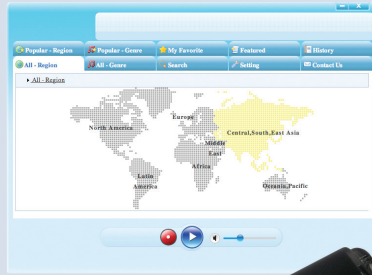 Popular - Region
Popular - Genre
My Favorite
Featured
History
All - Region
All - Genre
Search
Setting
Contact Us
All - Region
North America
Europe
Central,South,East Asia
Middle
East
Africa
Latin
America
Oceania,Pacific